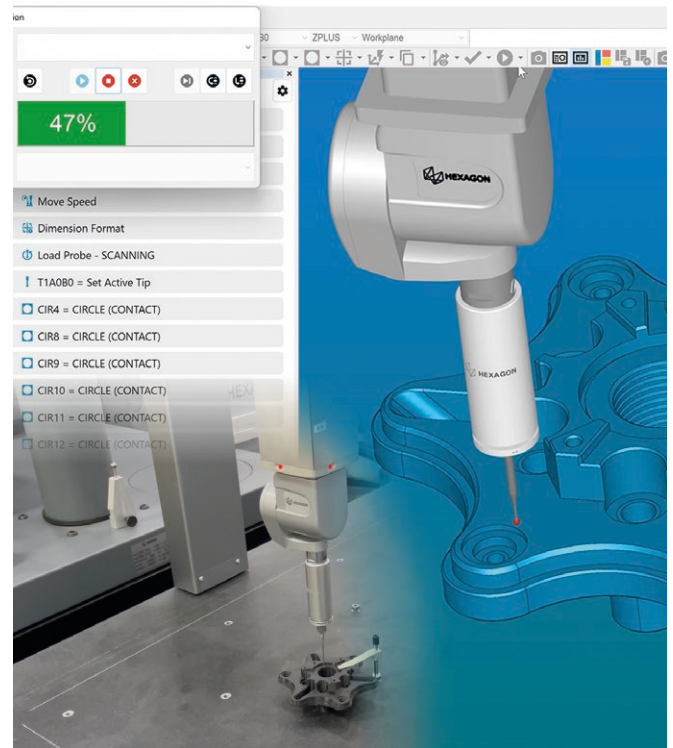 ion
ZPLUS
Workplane
47%
Move Speed
Dimension Format
Load Probe - SCANNING
T1A0B0 = Set Active Tip
CIR4 = CIRCLE (CONTACT)
CIR8 = CIRCLE (CONTACT)
CIR9 = CIRCLE (CONTACT)
CIR10 = CIRCLE (CONTACT)
CIR11 = CIRCLE (CONTACT)
CIR12 = CIRCLE (CONTACT)
HEXAGON
HEXAGON